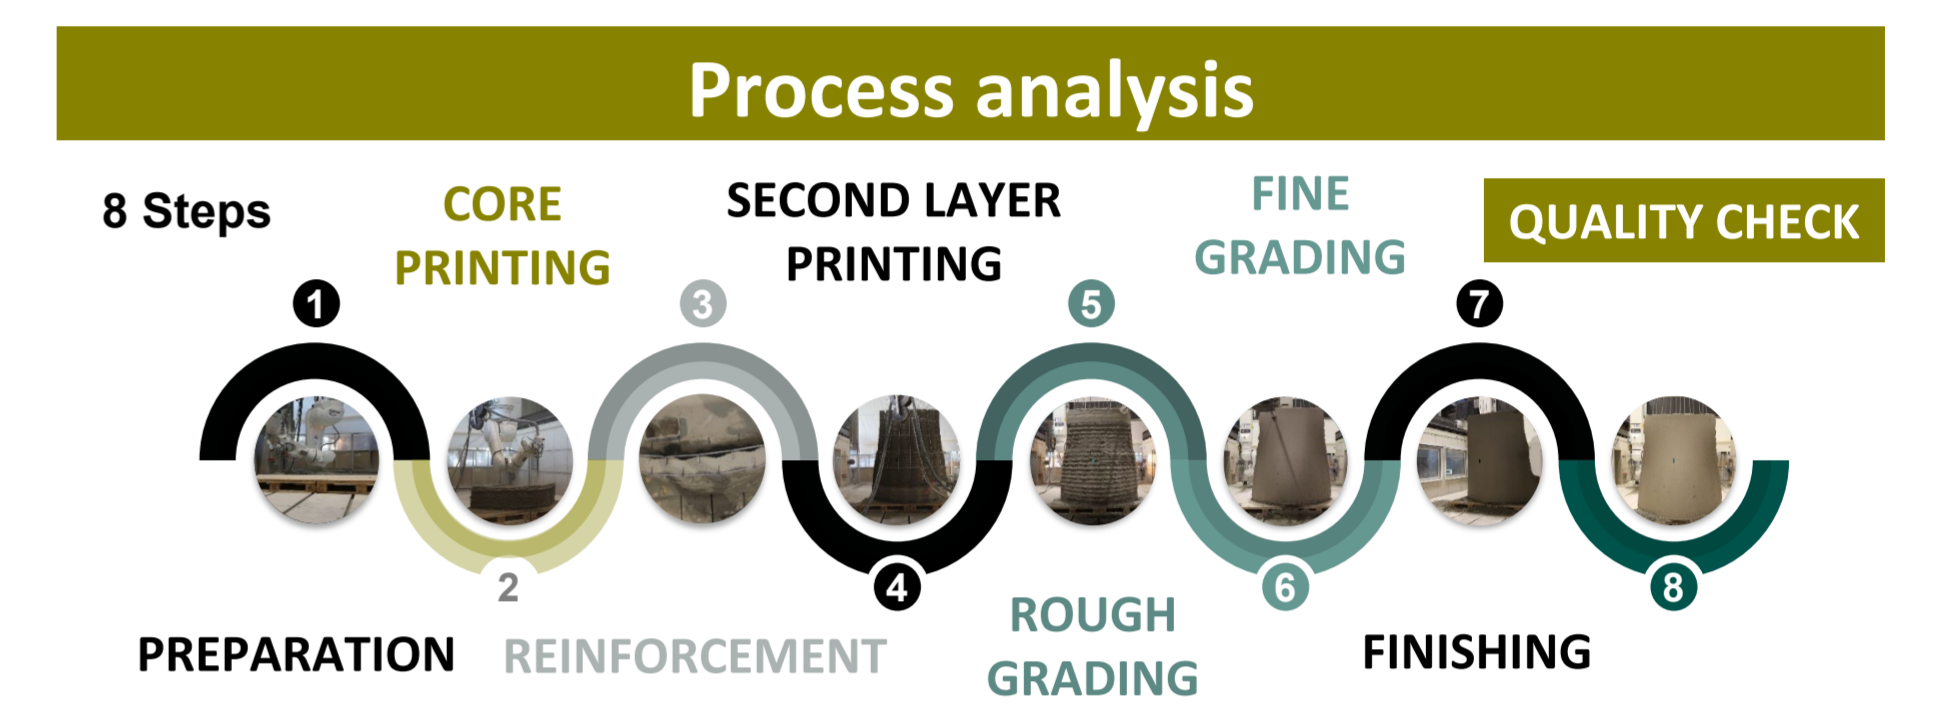 Process analysis
8 Steps
CORE
PRINTING
SECOND LAYER
PRINTING
FINE
GRADING
QUALITY CHECK
1
3
5
7
2
4
6
8
PREPARATION
REINFORCEMENT
ROUGH
GRADING
FINISHING